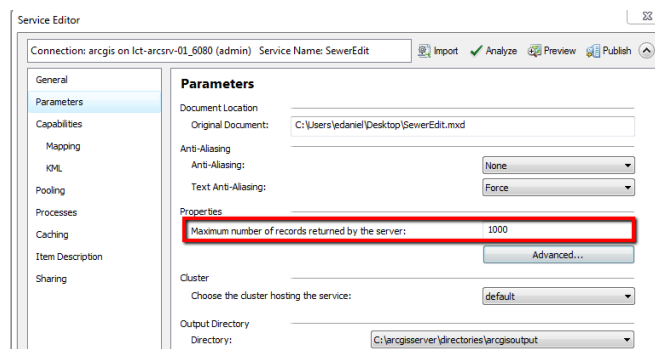 Service Editor
Connection: arcgis on lct-arcsrv-01_6080 (admin) Service Name: SewerEdit
Import Analyze Preview Publish
General
Parameters
Capabilities
Mapping
KML
Pooling
Processes
Caching
Item Description
Sharing
Parameters
Document Location
Original Document: C:\Users\edaniel\Desktop\SewerEdit.mxd
Anti-Aliasing
Anti-Aliasing: None
Text Anti-Aliasing: Force
Properties
Maximum number of records returned by the server: 1000
Advanced...
Cluster
Choose the cluster hosting the service: default
Output Directory
Directory: C:\arcgisserver\directories\arcgisoutput